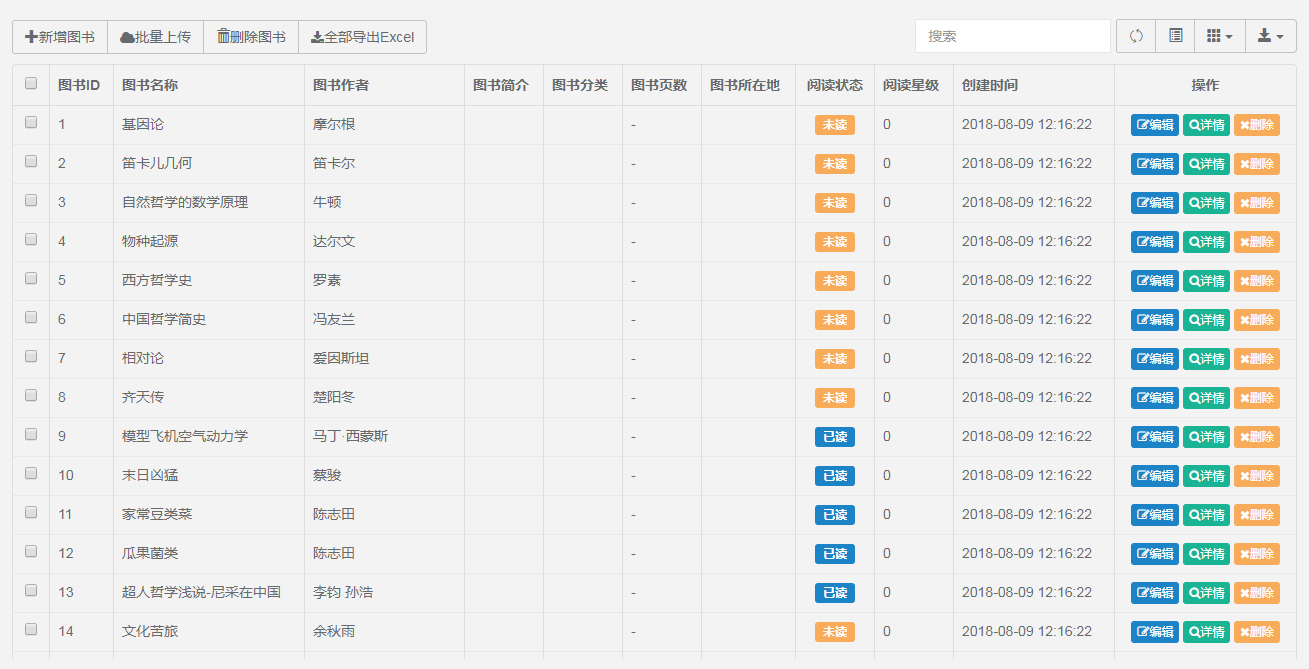 新增图书 批量上传 删除图书 全部导出Excel 搜索
图书ID 图书名称 图书作者 图书简介 图书分类 图书页数 图书所在地 阅读状态 阅读星级 创建时间 操作
1 基因论 摩尔根 - 未读 0 2018-08-09 12:16:22 编辑 详情 删除
2 笛卡儿几何 笛卡尔 - 未读 0 2018-08-09 12:16:22 编辑 详情 删除
3 自然哲学的数学原理 牛顿 - 未读 0 2018-08-09 12:16:22 编辑 详情 删除
4 物种起源 达尔文 - 未读 0 2018-08-09 12:16:22 编辑 详情 删除
5 西方哲学史 罗素 - 未读 0 2018-08-09 12:16:22 编辑 详情 删除
6 中国哲学简史 冯友兰 - 未读 0 2018-08-09 12:16:22 编辑 详情 删除
7 相对论 爱因斯坦 - 未读 0 2018-08-09 12:16:22 编辑 详情 删除
8 齐天传 楚阳冬 - 未读 0 2018-08-09 12:16:22 编辑 详情 删除
9 模型飞机空气动力学 马丁·西蒙斯 - 已读 0 2018-08-09 12:16:22 编辑 详情 删除
10 末日凶猛 蔡骏 - 已读 0 2018-08-09 12:16:22 编辑 详情 删除
11 家常豆类菜 陈志田 - 已读 0 2018-08-09 12:16:22 编辑 详情 删除
12 瓜果菌类 陈志田 - 已读 0 2018-08-09 12:16:22 编辑 详情 删除
13 超人哲学浅说-尼采在中国 李钧 孙浩 - 已读 0 2018-08-09 12:16:22 编辑 详情 删除
14 文化苦旅 余秋雨 - 未读 0 2018-08-09 12:16:22 编辑 详情 删除